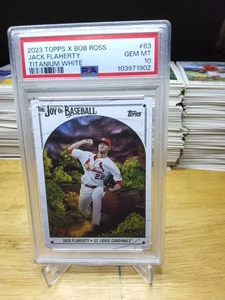 2023 TOPPS X BOB ROSS #63
JACK FLAHERTY GEM MT
TITANIUM WHITE 10
PSA 103971902
THE JOY OF BASEBALL
Topps
JACK FLAHERTY • ST. LOUIS CARDINALS